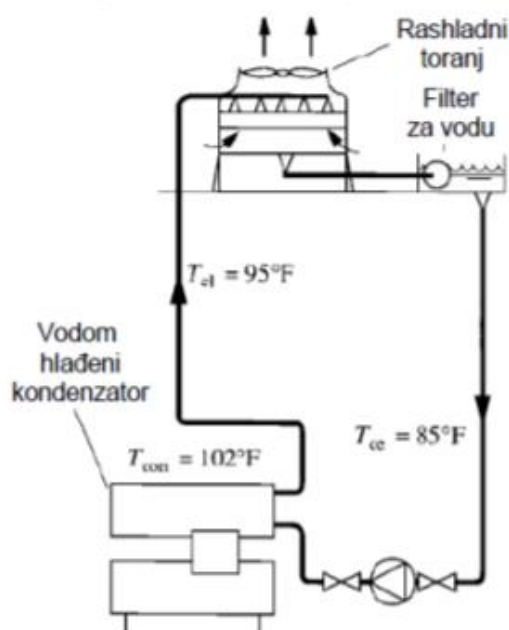 Rashladni
toranj
Filter
za vodu
T_cl = 95°F
Vodom
hlađeni
kondenzator
T_con = 102°F
T_ce = 85°F